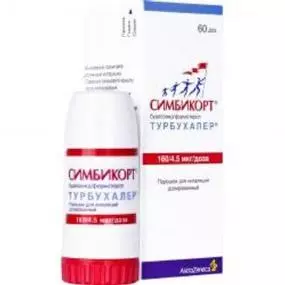 60 доз
СИМБИКОРТ®
будесонид/формотерол
ТУРБУХАЛЕР®
160/4.5 мкг/доза
Порошок для ингаляций
дозированный
AstraZeneca
СИМБИКОРТ®
будесонид/формотерол
ТУРБУХАЛЕР®
160/4.5 мкг/доза
Порошок для ингаляций
дозированный